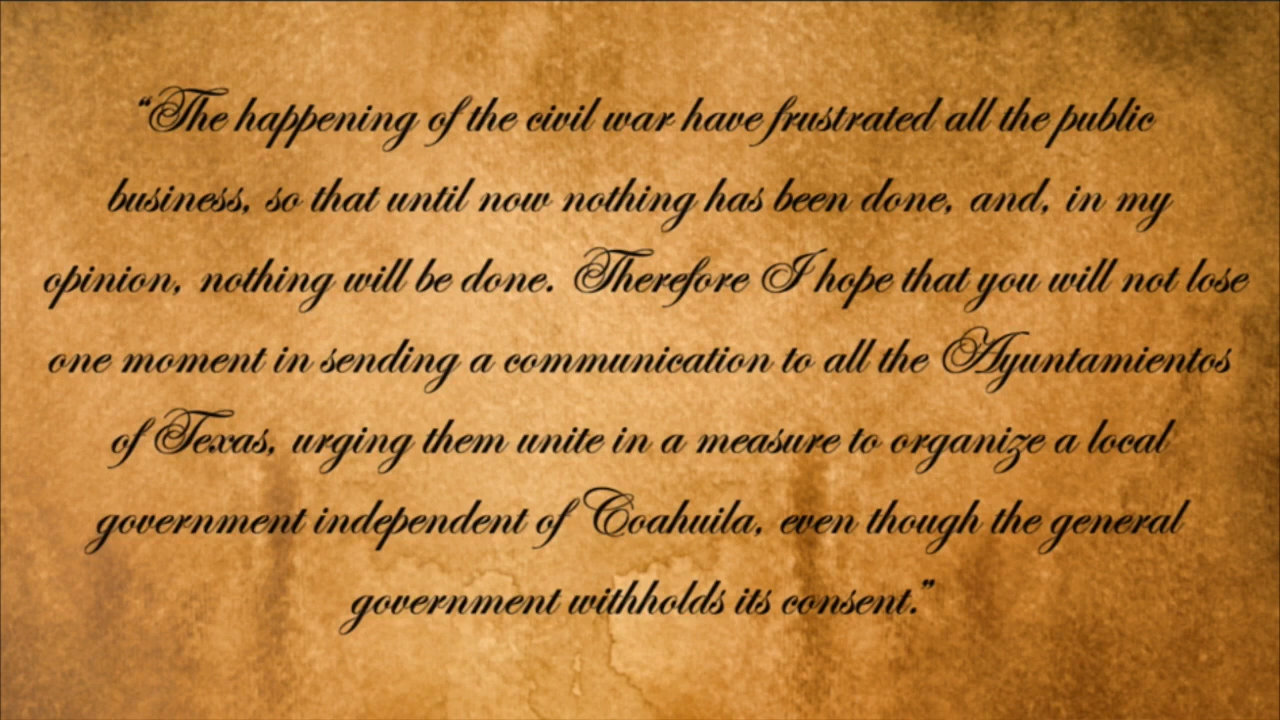 “The happening of the civil war have frustrated all the public
business, so that until now nothing has been done, and, in my
opinion, nothing will be done. Therefore I hope that you will not lose
one moment in sending a communication to all the Ayuntamientos
of Texas, urging them unite in a measure to organize a local
government independent of Coahuila, even though the general
government withholds its consent.”